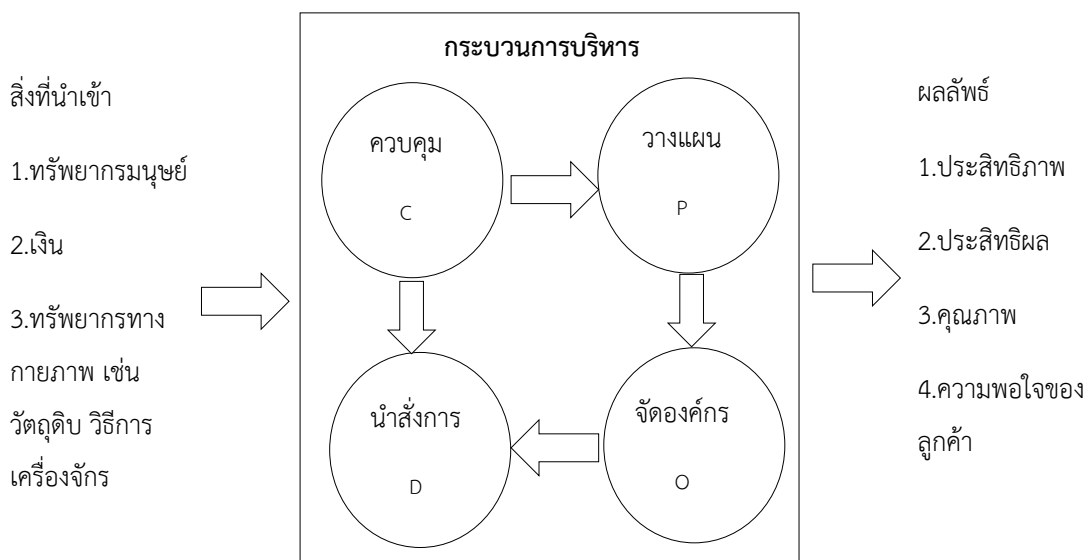 กระบวนการบริหาร
สิ่งที่นำเข้า
1.ทรัพยากรมนุษย์
2.เงิน
3.ทรัพยากรทาง
กายภาพ เช่น
วัตถุดิบ วิธีการ
เครื่องจักร
ควบคุม
C
วางแผน
P
นำสั่งการ
D
จัดองค์กร
O
ผลลัพธ์
1.ประสิทธิภาพ
2.ประสิทธิผล
3.คุณภาพ
4.ความพอใจของ
ลูกค้า